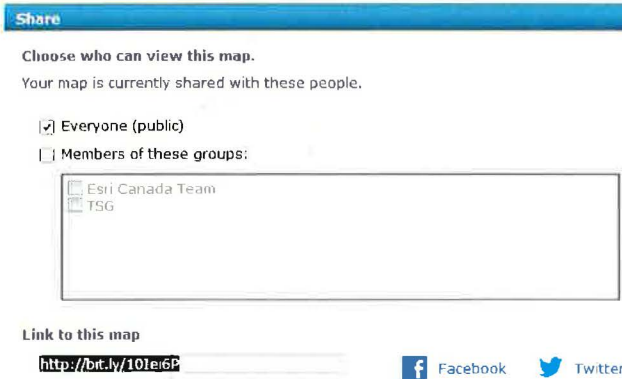 Share
Choose who can view this map.
Your map is currently shared with these people.
Everyone (public)
Members of these groups:
Esri Canada Team
TSG
Link to this map
Facebook
Twitter